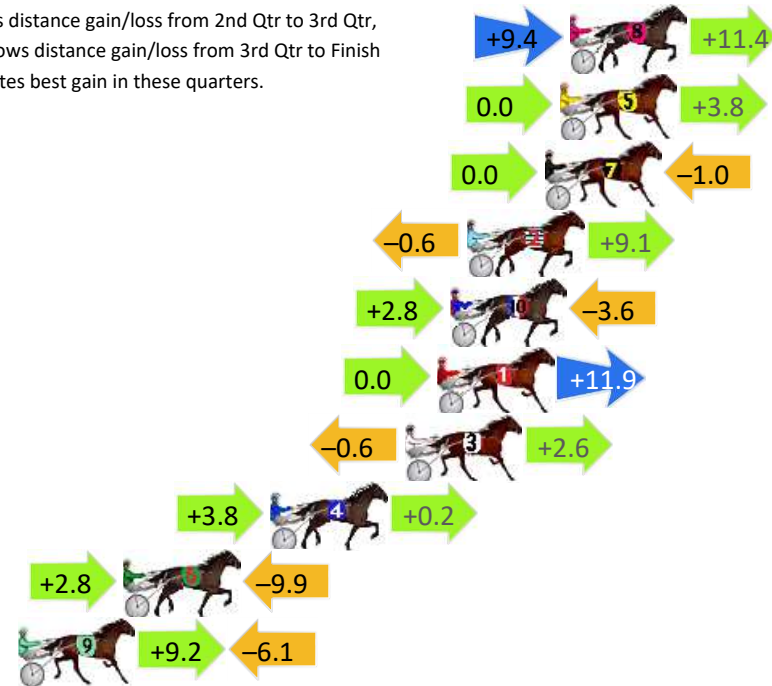 s distance gain/loss from 2nd Qtr to 3rd Qtr,
ows distance gain/loss from 3rd Qtr to Finish
tes best gain in these quarters.
+9.4 8 +11.4
0.0 5 +3.8
0.0 7 –1.0
–0.6 2 +9.1
+2.8 10 –3.6
0.0 1 +11.9
–0.6 3 +2.6
+3.8 4 +0.2
+2.8 6 –9.9
9 +9.2 –6.1